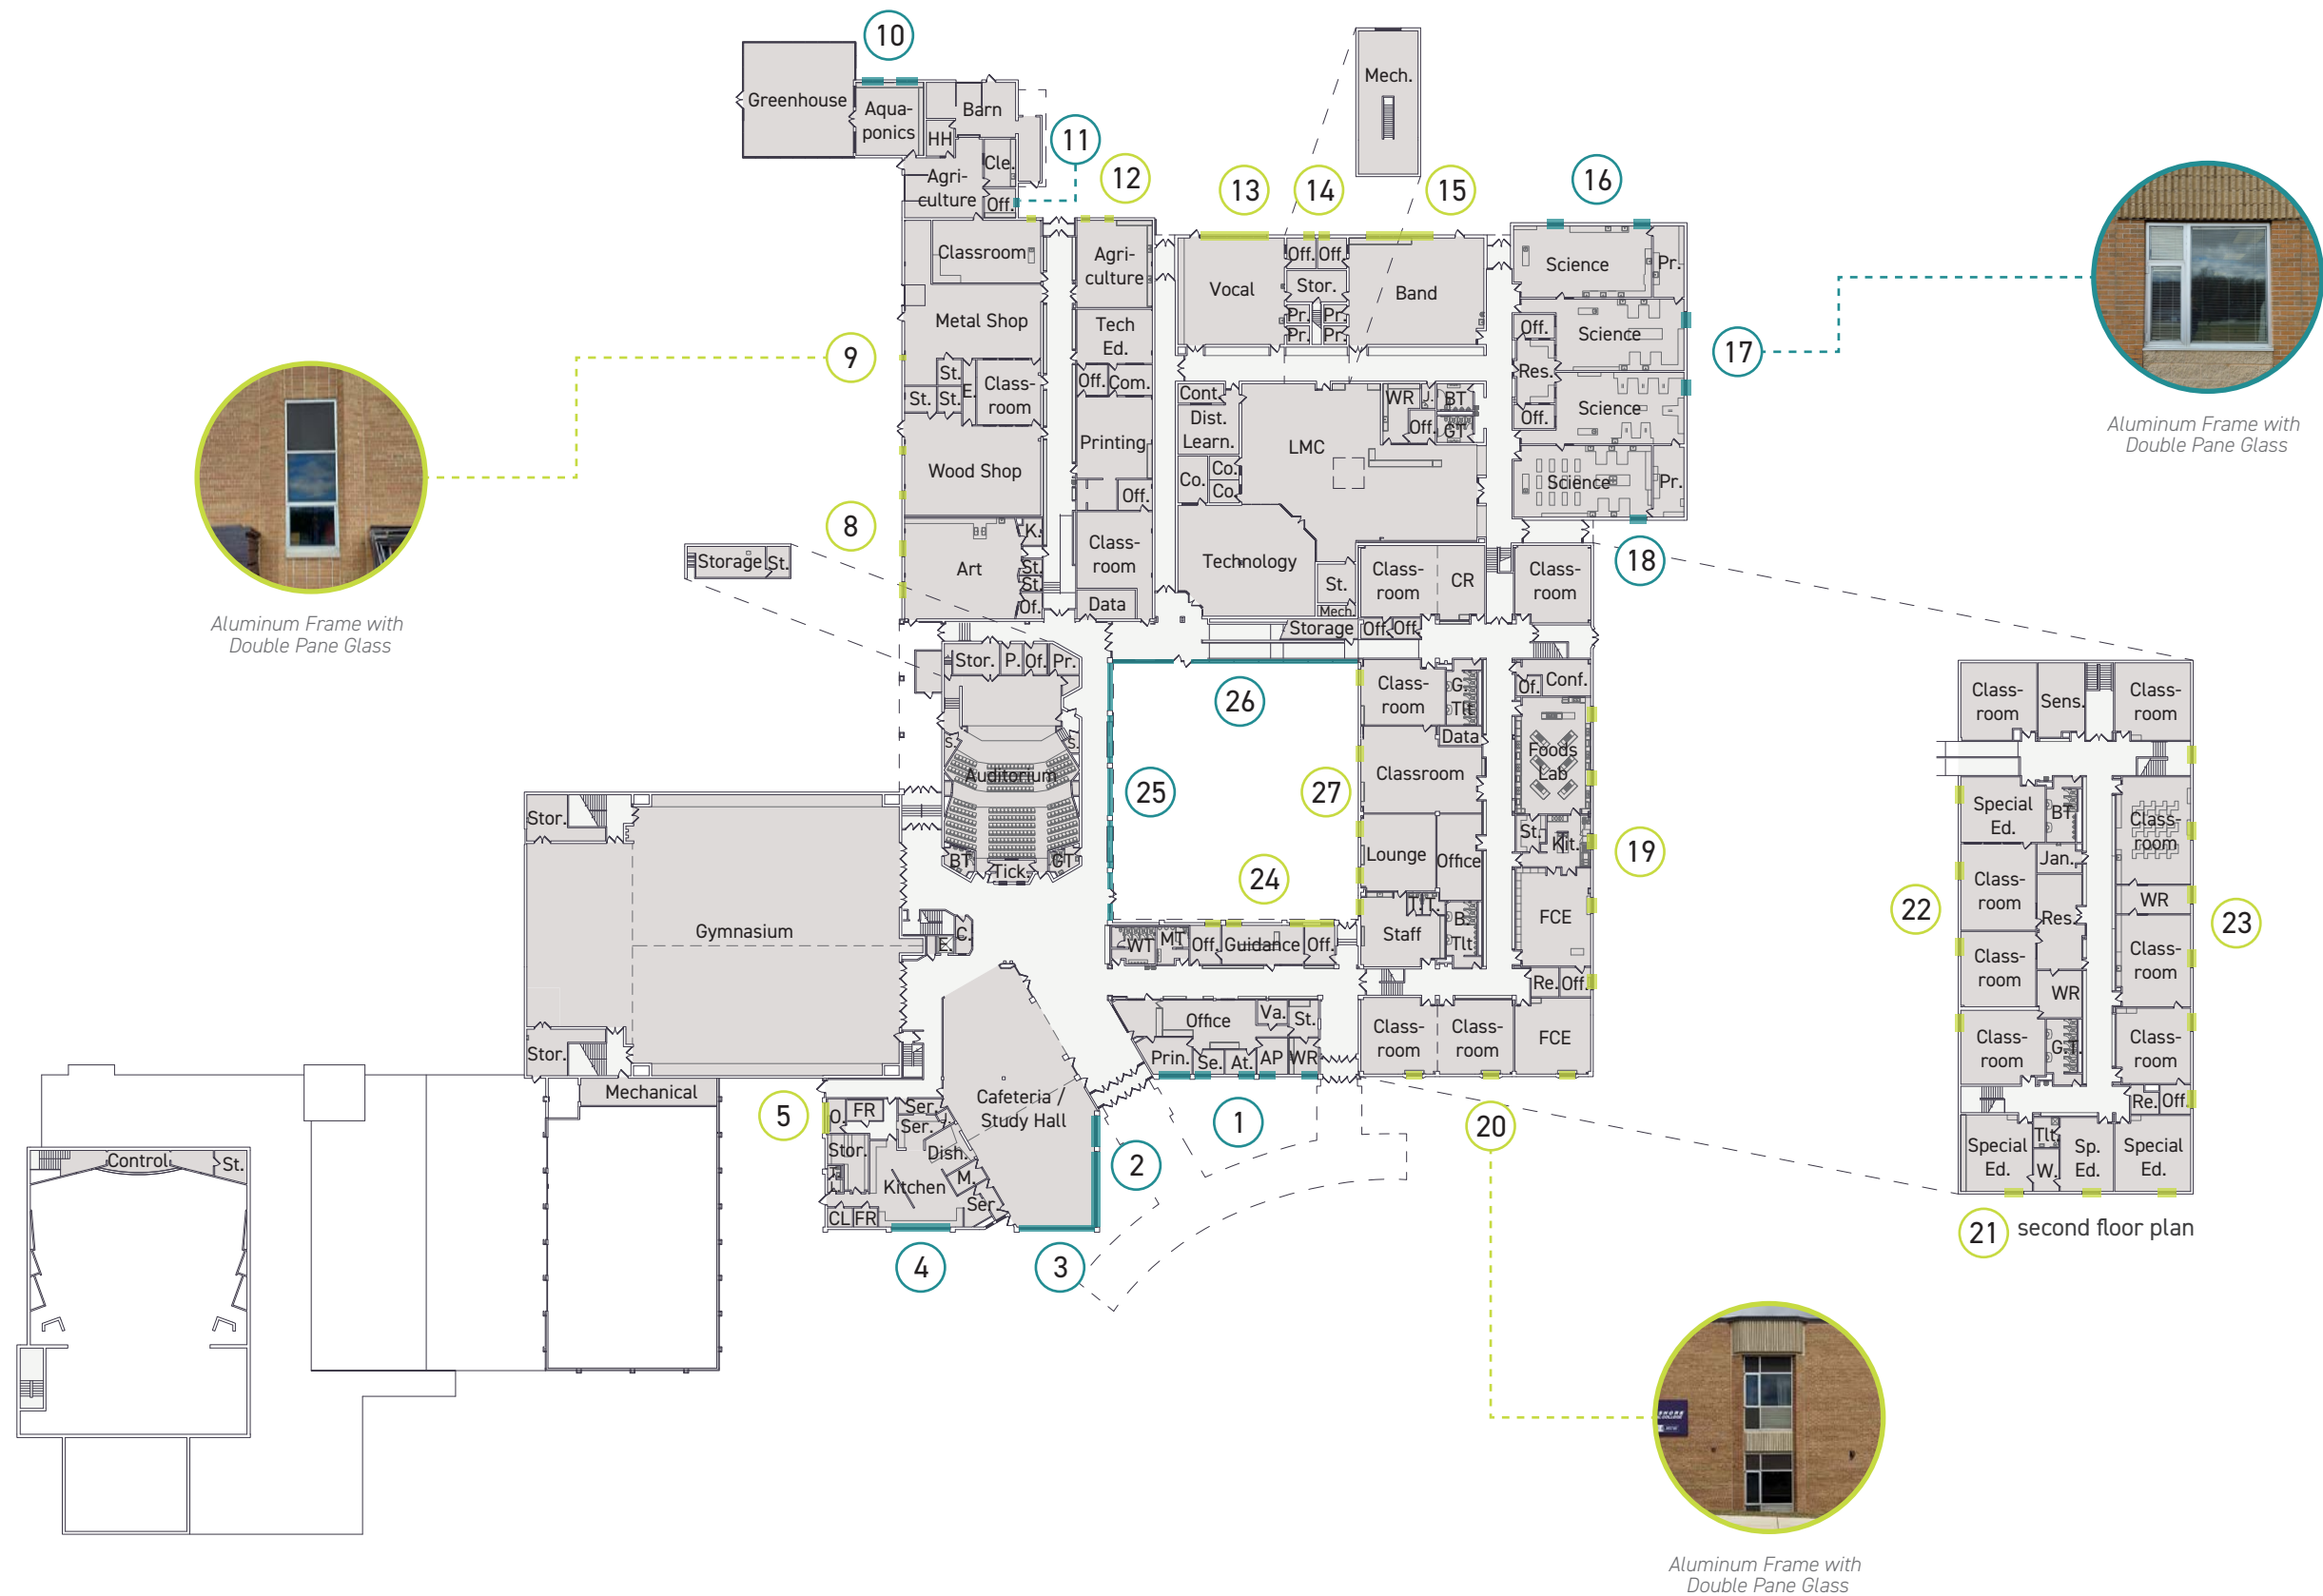 10
Mech.
Greenhouse
Aqua-
ponics
Barn
HH
11
Cle.
12
Agri-
culture
Off.
13
14
15
16
Classroom
Agri-
culture
Off.
Off.
Vocal
Stor.
Band
Science
Pr.
Metal Shop
Pr.
Pr.
Pr.
Pr.
Tech
Ed.
Off.
Science
17
9
St.
E.
Class-
room
Off.
Com.
Res.
St.
St.
Cont.
WR
J.
BT
Off.
GT
Science
Off.
Dist.
Learn.
LMC
Printing
Aluminum Frame with
Double Pane Glass
Wood Shop
Co.
Co.
Co.
Science
Pr.
Off.
8
K.
Class-
room
Art
St.
St.
Of.
Data
Technology
St.
Mech.
Class-
room
CR
Class-
room
18
Storage
St.
Aluminum Frame with
Double Pane Glass
Storage
Off.
Off.
Stor.
P.
Of.
Pr.
26
Class-
room
G.
Tlt.
Of.
Conf.
Class-
room
Sens.
Class-
room
S.
S.
Data
Auditorium
25
27
Classroom
Foods
Lab
Stor.
Special
Ed.
BT
Class-
room
St.
Kit.
19
BT
Tick.
GT
24
Lounge
Office
Jan.
Class-
room
WR
22
Res.
23
Gymnasium
E.
C.
WT
MT
Off.
Guidance
Off.
T.
T.
Staff
B.
Tlt.
FCE
Class-
room
Class-
room
Re.
Off.
WR
Office
Va.
St.
Class-
room
Class-
room
FCE
Class-
room
G.
Class-
room
Stor.
Prin.
Se.
At.
AP
WR
Mechanical
5
O.
FR
Ser.
Ser.
J.
Cafeteria /
Study Hall
1
20
Re.
Off.
Stor.
Dish.
2
Tlt.
Special
Ed.
W.
Sp.
Ed.
Special
Ed.
Control
St.
T.
Kitchen
M.
Ser.
CL
FR
21
second floor plan
4
3
Aluminum Frame with
Double Pane Glass